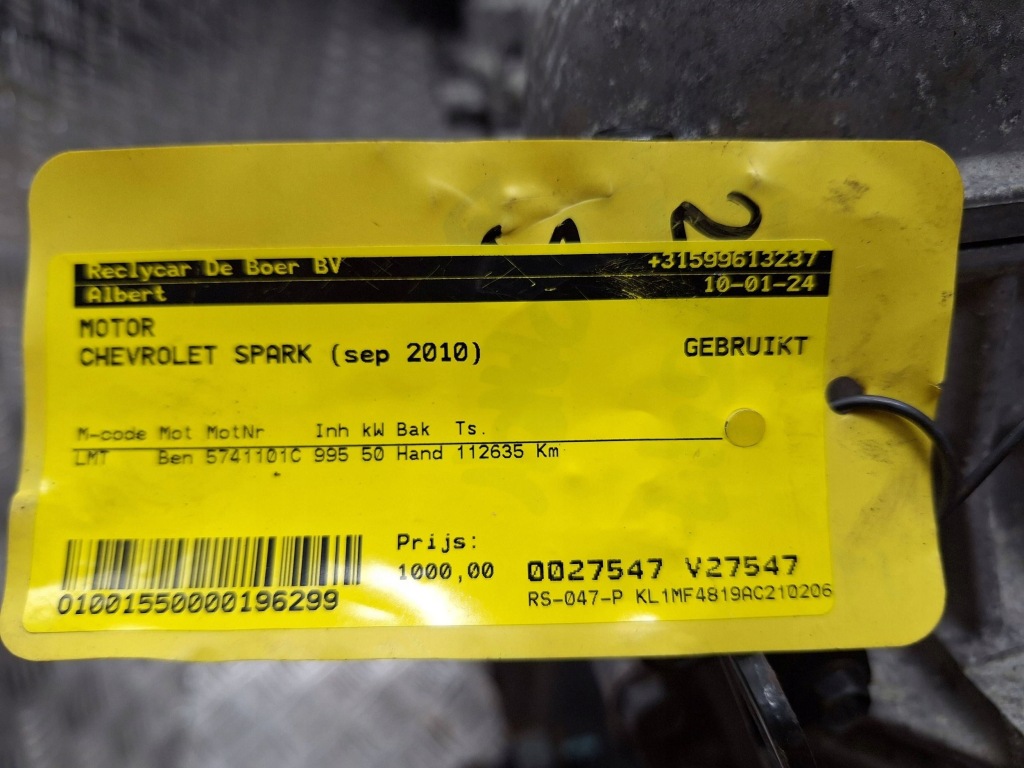 Reclycar De Boer BV +31599613237
Albert 10-01-24
MOTOR
CHEVROLET SPARK (sep 2010) GEBRUIKT
M-code Mot MotNr Inh kW Bak Ts.
LMT Ben 5741101C 995 50 Hand 112635 Km
Prijs:
1000,00 0027547 V27547
01001550000196299 RS-047-P KL1MF4819AC210206